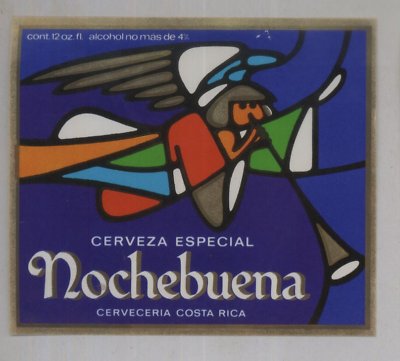 cont. 12 oz. fl. alcohol no mas de 4%
CERVEZA ESPECIAL
Nochebuena
CERVECERIA COSTA RICA